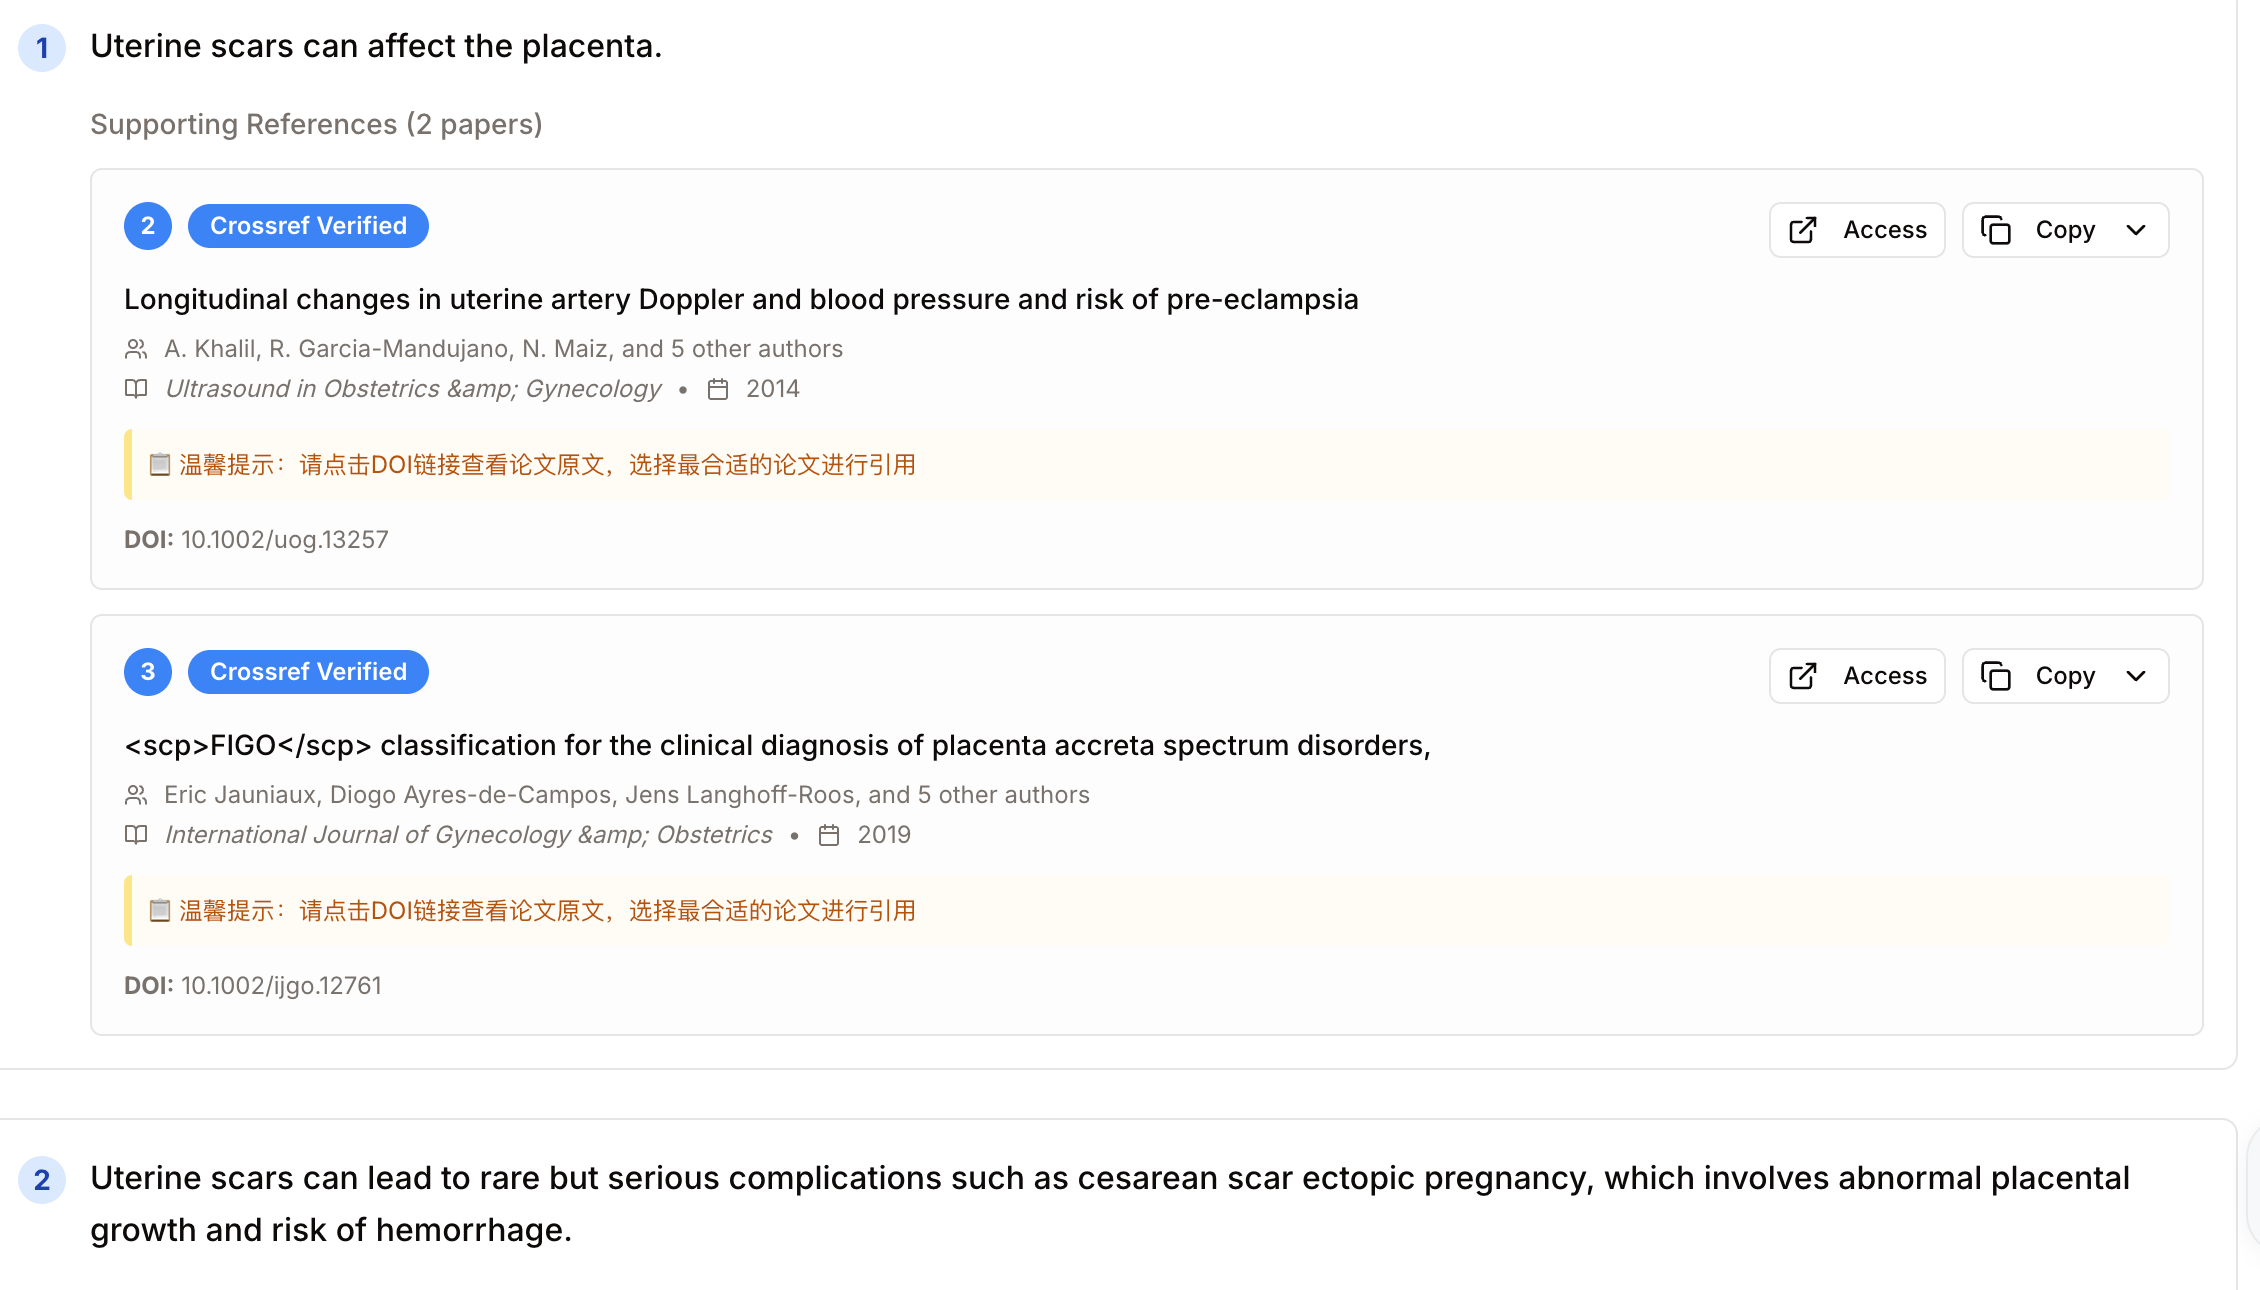 1
Uterine scars can affect the placenta.
Supporting References (2 papers)
2 Crossref Verified Access Copy
Longitudinal changes in uterine artery Doppler and blood pressure and risk of pre-eclampsia
A. Khalil, R. Garcia-Mandujano, N. Maiz, and 5 other authors
Ultrasound in Obstetrics &amp; Gynecology • 2014
📋 温馨提示：请点击DOI链接查看论文原文，选择最合适的论文进行引用
DOI: 10.1002/uog.13257
3 Crossref Verified Access Copy
<scp>FIGO</scp> classification for the clinical diagnosis of placenta accreta spectrum disorders,
Eric Jauniaux, Diogo Ayres-de-Campos, Jens Langhoff-Roos, and 5 other authors
International Journal of Gynecology &amp; Obstetrics • 2019
📋 温馨提示：请点击DOI链接查看论文原文，选择最合适的论文进行引用
DOI: 10.1002/ijgo.12761
2
Uterine scars can lead to rare but serious complications such as cesarean scar ectopic pregnancy, which involves abnormal placental
growth and risk of hemorrhage.